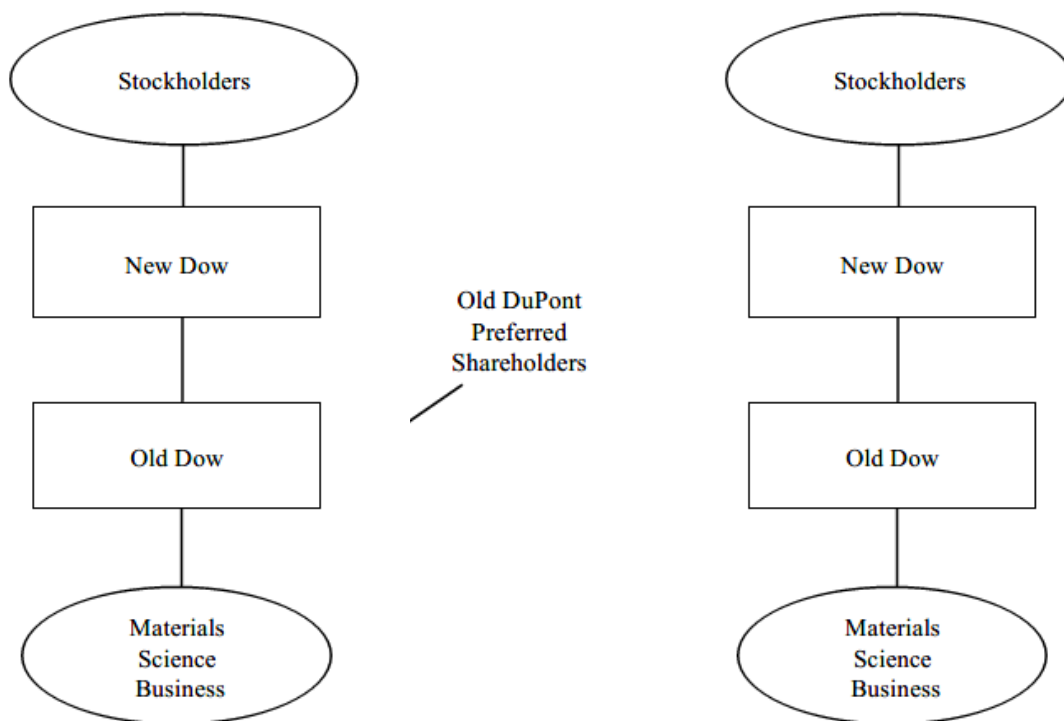 Stockholders
New Dow
Old Dow
Materials
Science
Business
Old DuPont
Preferred
Shareholders
Stockholders
New Dow
Old Dow
Materials
Science
Business